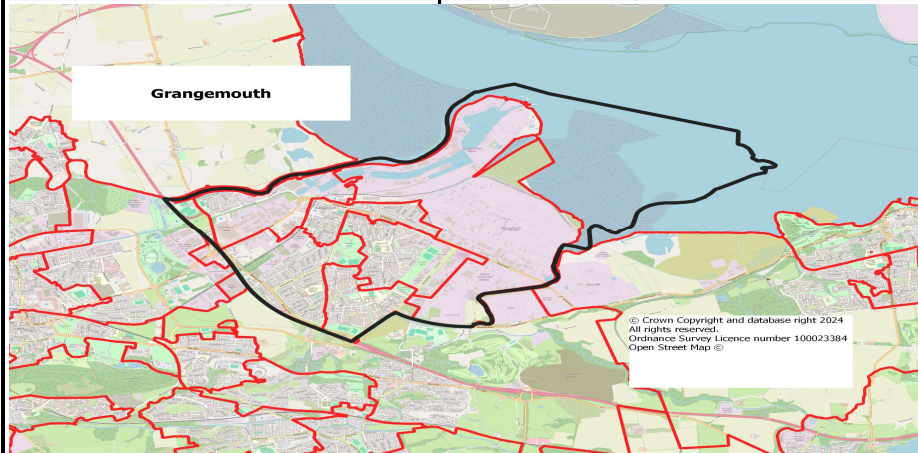 Grangemouth
© Crown Copyright and database right 2024
All rights reserved.
Ordnance Survey Licence number 100023384
Open Street Map ©